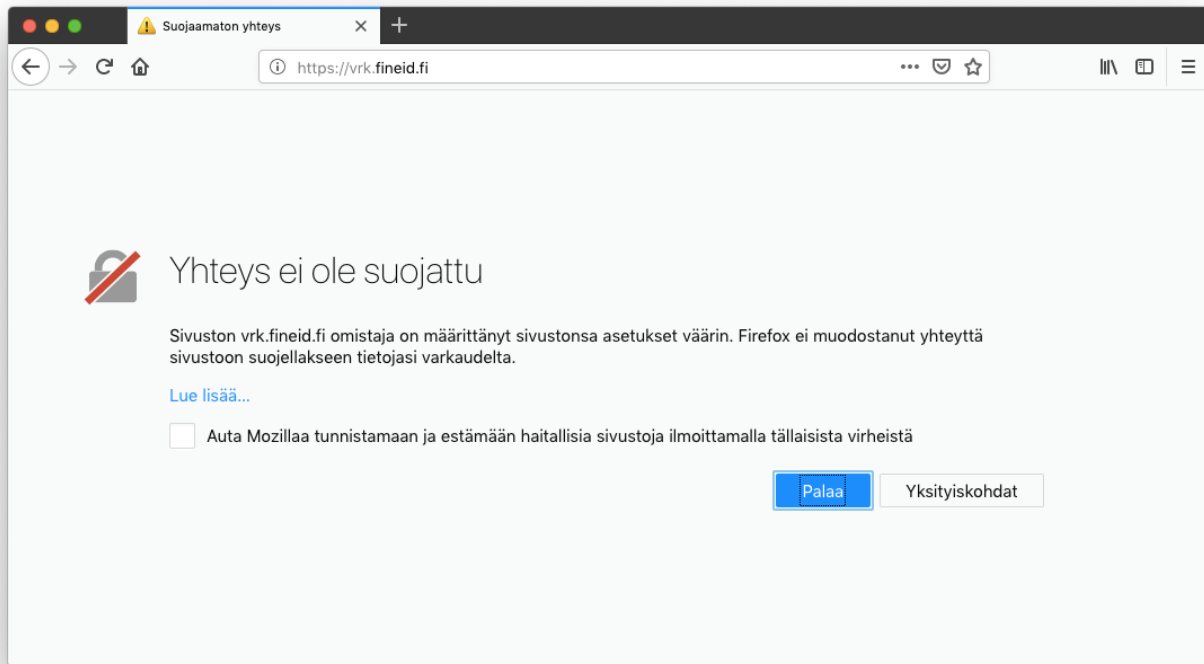 Suojaamaton yhteys
https://vrk.fineid.fi
Yhteys ei ole suojattu
Sivuston vrk.fineid.fi omistaja on määrittänyt sivustonsa asetukset väärin. Firefox ei muodostanut yhteyttä
sivustoon suojellakseen tietojasi varkaudelta.
Lue lisää...
Auta Mozillaa tunnistamaan ja estämään haitallisia sivustoja ilmoittamalla tällaisista virheistä
Palaa Yksityiskohdat